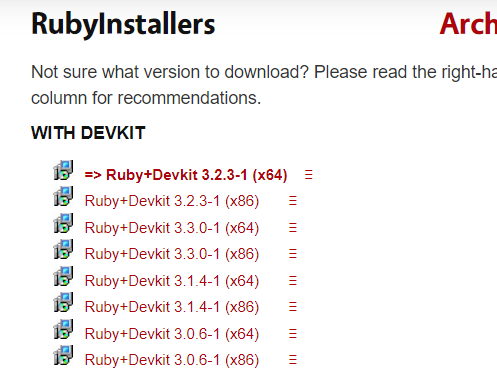 RubyInstallers
Arch
Not sure what version to download? Please read the right-ha
column for recommendations.
WITH DEVKIT
=> Ruby+Devkit 3.2.3-1 (x64) Ξ
Ruby+Devkit 3.2.3-1 (x86) Ξ
Ruby+Devkit 3.3.0-1 (x64) Ξ
Ruby+Devkit 3.3.0-1 (x86) Ξ
Ruby+Devkit 3.1.4-1 (x64) Ξ
Ruby+Devkit 3.1.4-1 (x86) Ξ
Ruby+Devkit 3.0.6-1 (x64) Ξ
Ruby+Devkit 3.0.6-1 (x86) Ξ